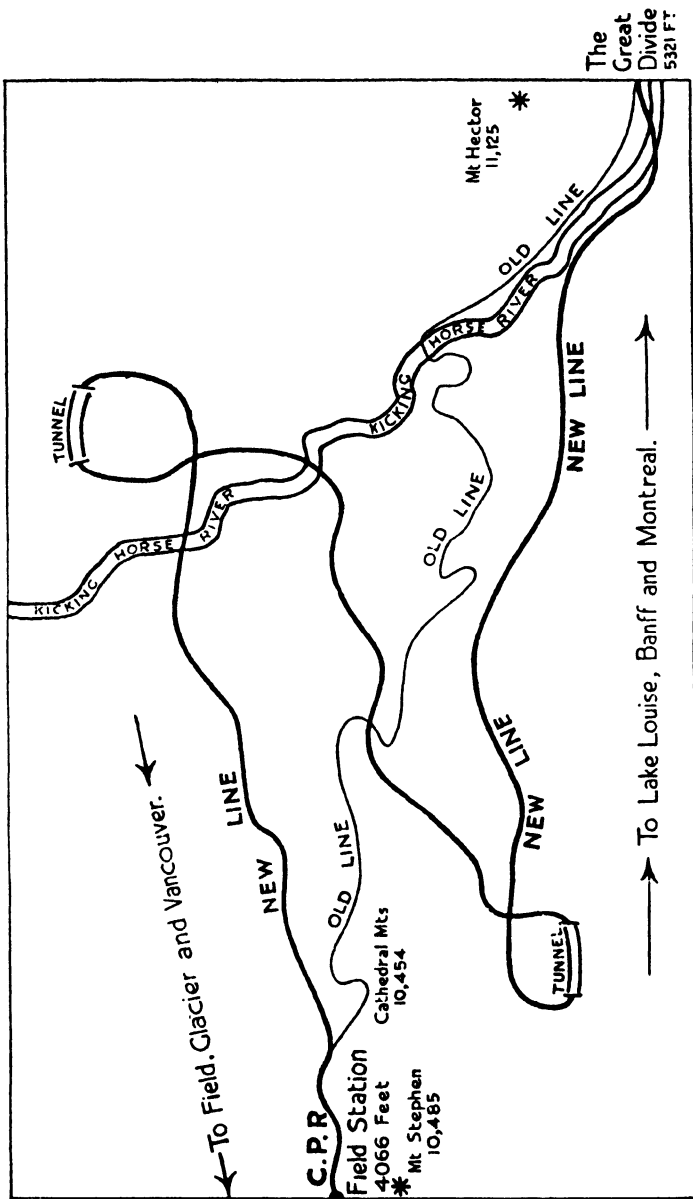 The
Great
Divide
5321 FT
Mt Hector
11,125
OLD LINE
KICKING HORSE RIVER
NEW LINE
TUNNEL
KICKING HORSE RIVER
OLD LINE
To Lake Louise, Banff and Montreal.
NEW LINE
To Field, Glacier and Vancouver.
NEW LINE
OLD LINE
TUNNEL
Cathedral Mts
10,454
C.P.R
Field Station
4066 Feet
Mt Stephen
10,485